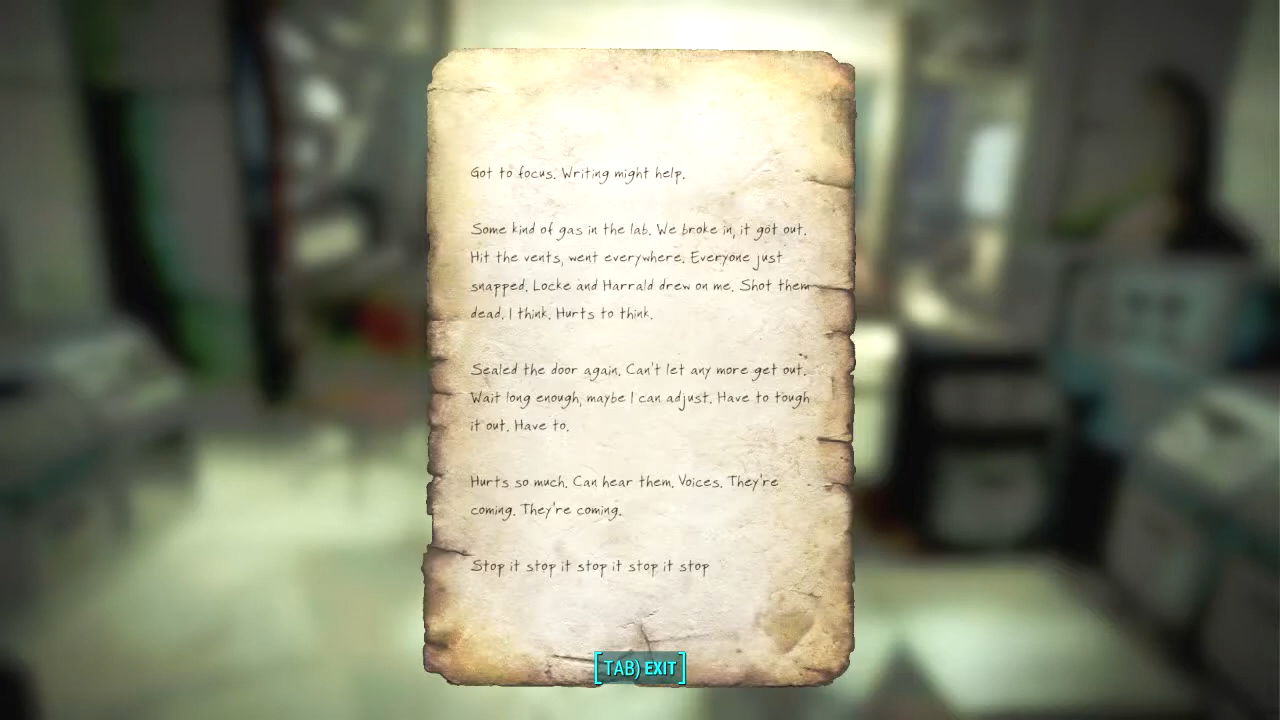 Got to focus. Writing might help.
Some kind of gas in the lab. We broke in, it got out.
Hit the vents, went everywhere. Everyone just
snapped. Locke and Harrald drew on me. Shot them
dead. I think. Hurts to think.
Sealed the door again. Can't let any more get out.
Wait long enough, maybe I can adjust. Have to tough
it out. Have to.
Hurts so much. Can hear them. Voices. They're
coming. They're coming.
Stop it stop it stop it stop it stop
TAB) EXIT